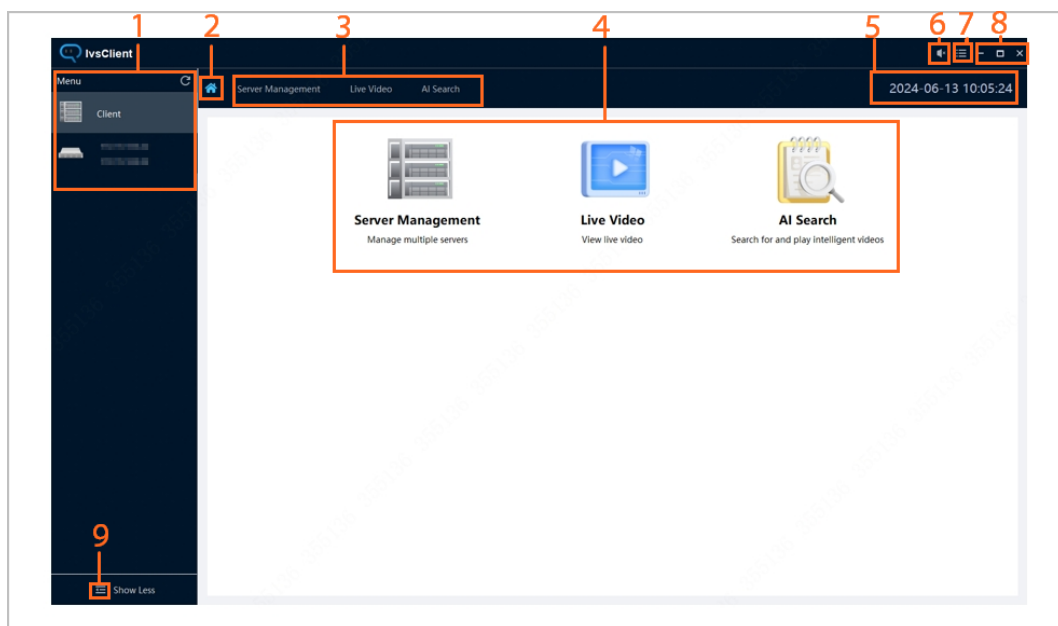 1 2 3 4 5 6 7 8
IvsClient
Menu
Server Management Live Video AI Search
2024-06-13 10:05:24
Client
Server Management
Manage multiple servers
Live Video
View live video
AI Search
Search for and play intelligent videos
9
Show Less